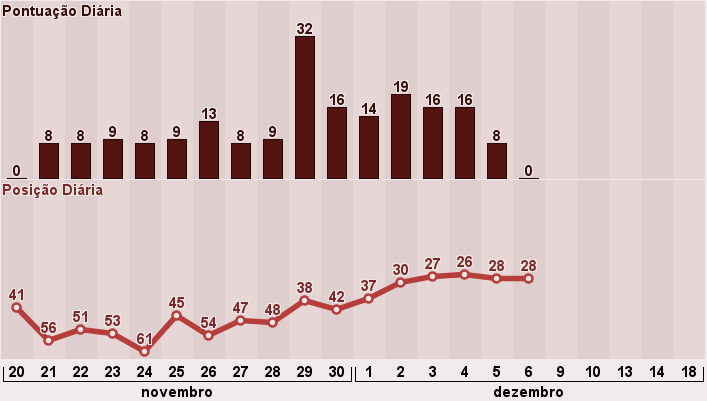 Pontuação Diária
0 8 8 9 8 9 13 8 9 32 16 14 19 16 16 8 0
Posição Diária
41 56 51 53 61 45 54 47 48 38 42 37 30 27 26 28 28
20 21 22 23 24 25 26 27 28 29 30 1 2 3 4 5 6 9 10 13 14 18
novembro dezembro